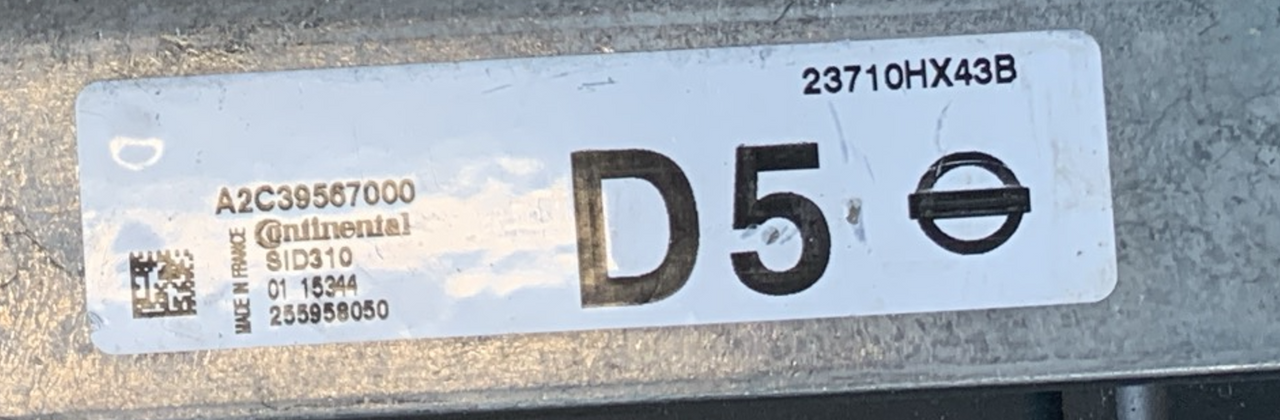 23710HX43B
D5
A2C39567000
Continental
SID310
01 15344
255958050
MADE IN FRANCE